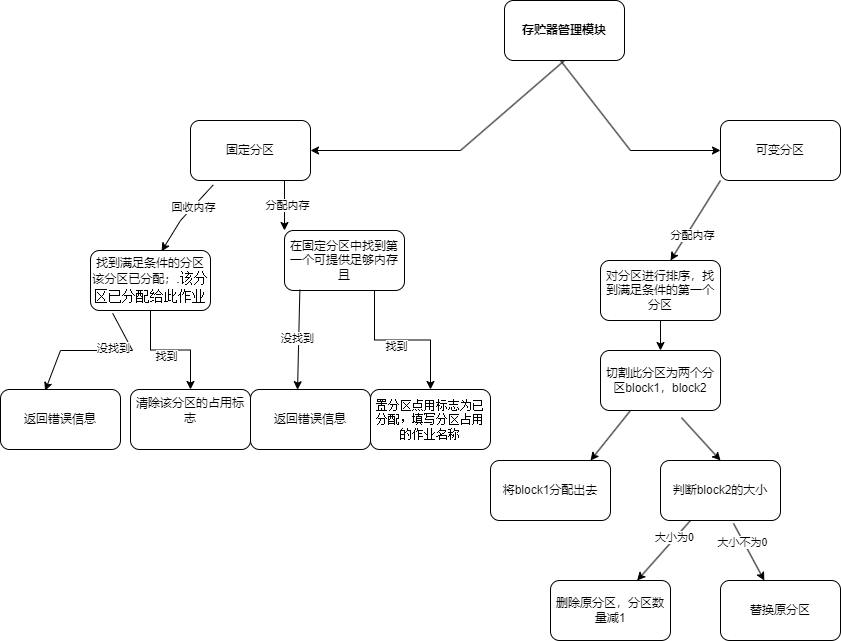 存贮器管理模块
固定分区
可变分区
回收内存
分配内存
分配内存
找到满足条件的分区
该分区已分配；.该分
区已分配给此作业
在固定分区中找到第
一个可提供足够内存
且
对分区进行排序，找
到满足条件的第一个
分区
没找到
找到
没找到
找到
切割此分区为两个分
区block1，block2
返回错误信息
清除该分区的占用标
志
返回错误信息
置分区点用标志为已
分配，填写分区占用
的作业名称
将block1分配出去
判断block2的大小
大小为0
大小不为0
删除原分区，分区数
量减1
替换原分区